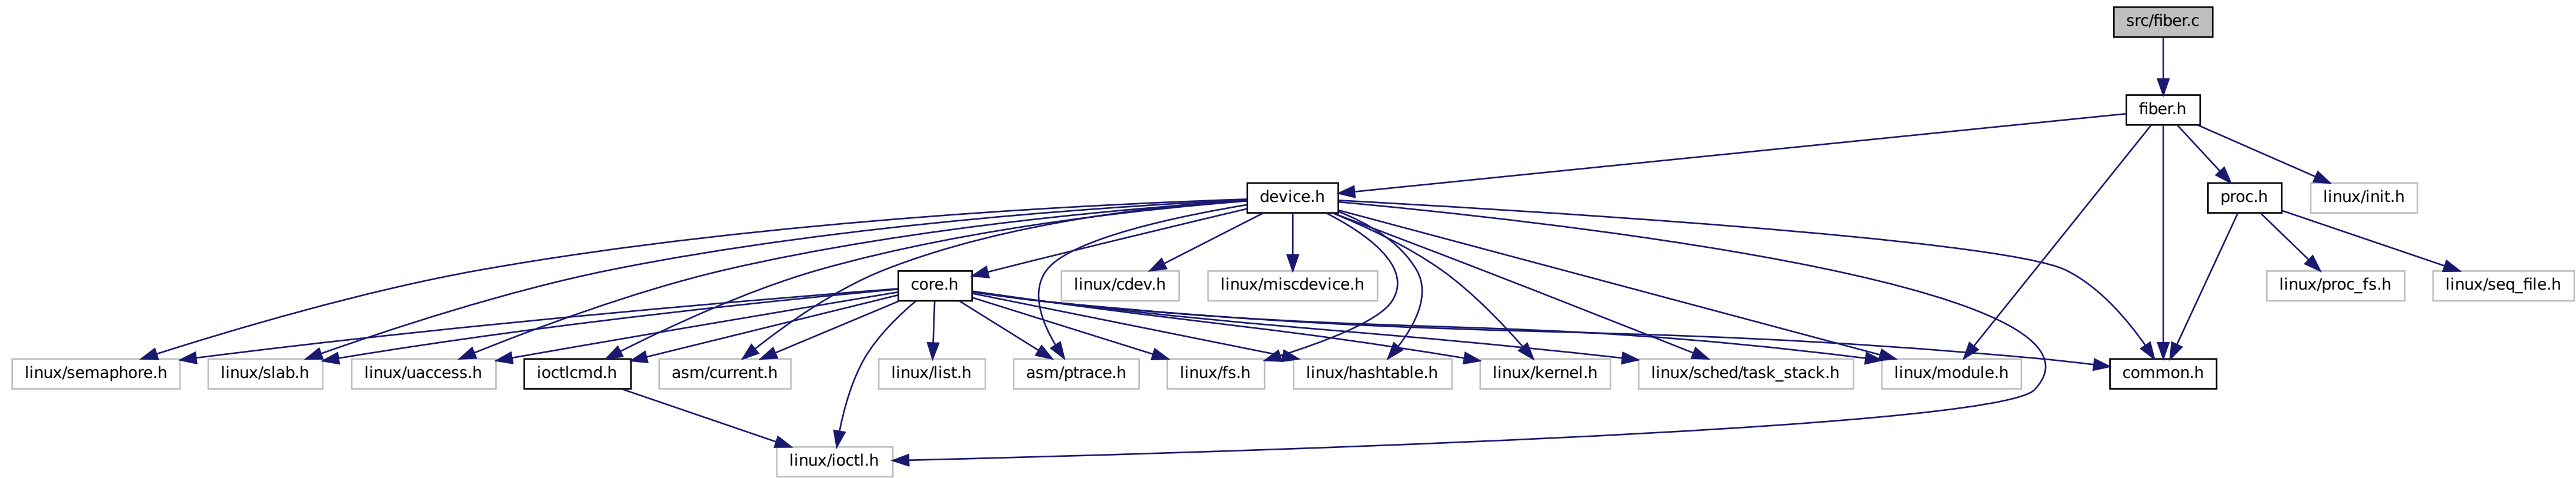 src/fiber.c
fiber.h
device.h
proc.h
linux/init.h
core.h
linux/cdev.h
linux/miscdevice.h
linux/proc_fs.h
linux/seq_file.h
linux/semaphore.h
linux/slab.h
linux/uaccess.h
ioctlcmd.h
asm/current.h
linux/list.h
asm/ptrace.h
linux/fs.h
linux/hashtable.h
linux/kernel.h
linux/sched/task_stack.h
linux/module.h
common.h
linux/ioctl.h